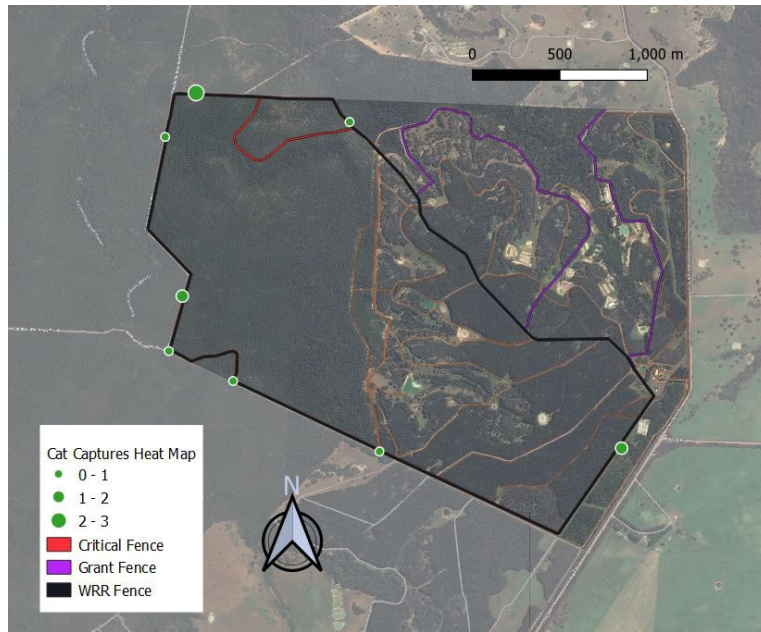 0 500 1,000 m
Cat Captures Heat Map
0 - 1
1 - 2
2 - 3
Critical Fence
Grant Fence
WRR Fence
N